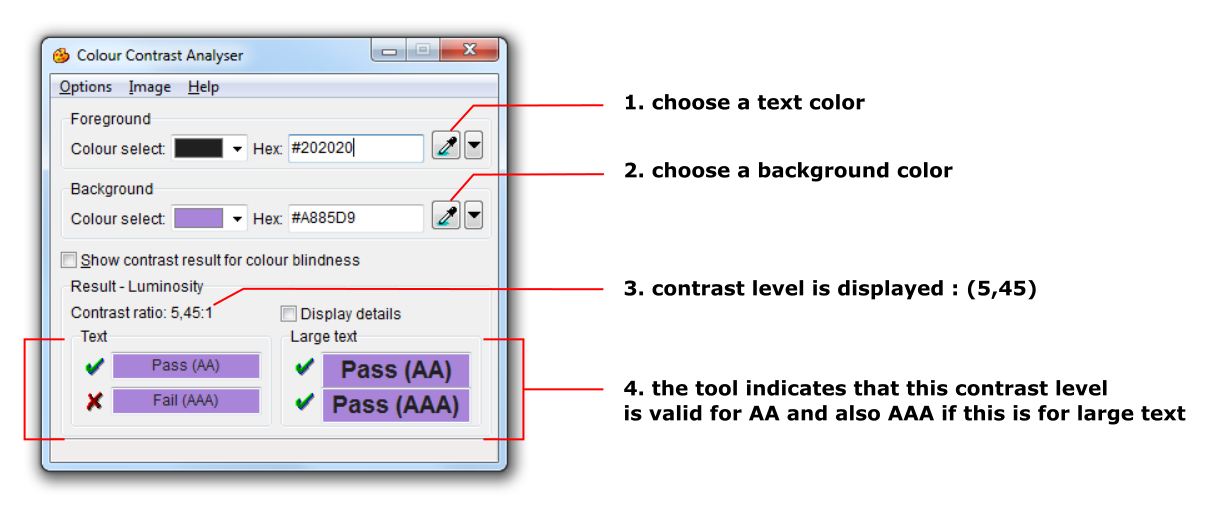 Colour Contrast Analyser
Options Image Help
Foreground
Colour select: Hex: #202020
Background
Colour select: Hex: #A885D9
Show contrast result for colour blindness
Result - Luminosity
Contrast ratio: 5,45:1 Display details
Text Large text
Pass (AA) Pass (AA)
Fail (AAA) Pass (AAA)
1. choose a text color
2. choose a background color
3. contrast level is displayed : (5,45)
4. the tool indicates that this contrast level
is valid for AA and also AAA if this is for large text